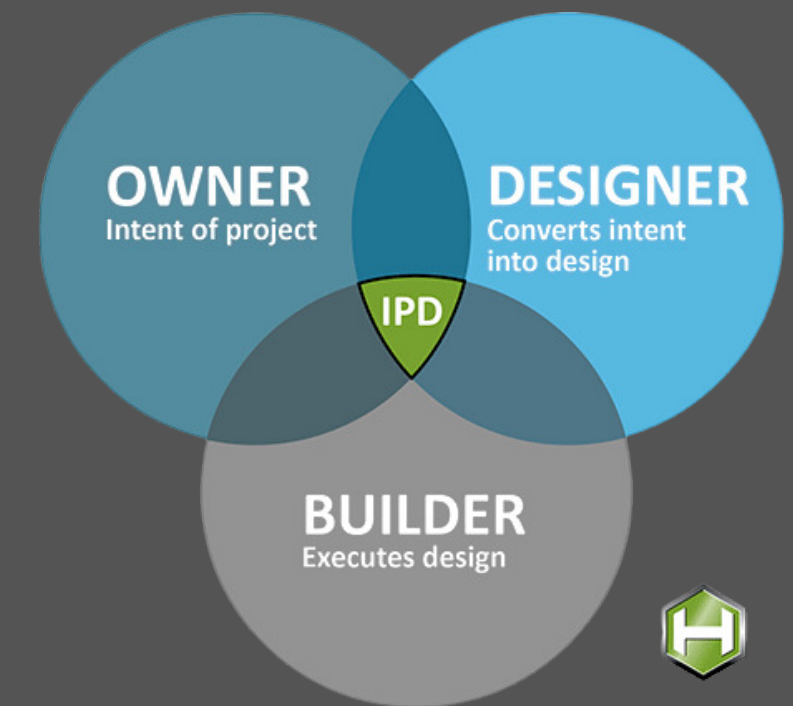 OWNER
Intent of project
DESIGNER
Converts intent
into design
IPD
BUILDER
Executes design
H